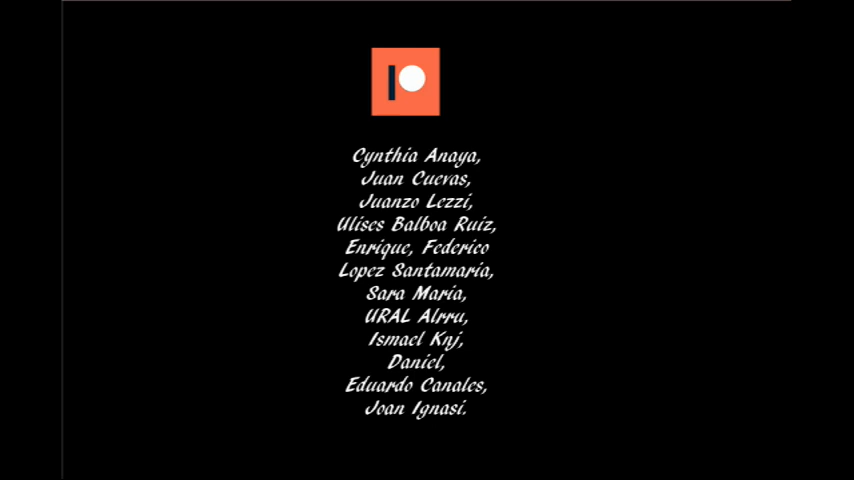 Cynthia Anaya,
Juan Cuevas,
Juanzo Lezzi,
Ulises Balboa Ruiz,
Enrique, Federico
Lopez Santamaria,
Sara Maria,
URAL Alrru,
Ismael Knj,
Daniel,
Eduardo Canales,
Joan Ignasi.